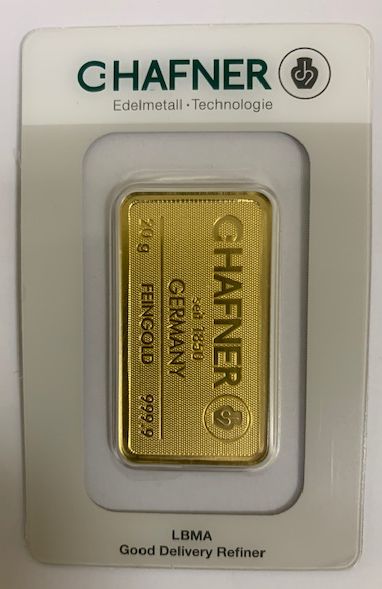 C·HAFNER
Edelmetall · Technologie
C·HAFNER
seit 1850
GERMANY
20 g FEINGOLD 999.9
LBMA
Good Delivery Refiner